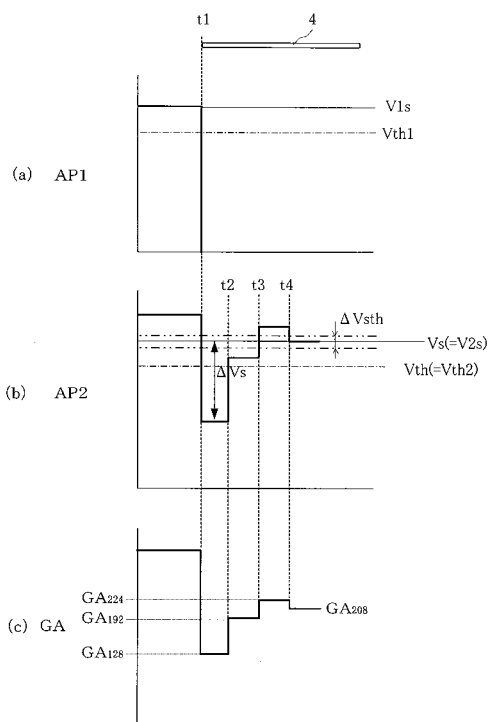 t1
4
V1s
Vth1
(a) AP1
t2 t3 t4
ΔVsth
Vs(=V2s)
ΔVs
Vth(=Vth2)
(b) AP2
GA224
GA208
GA192
(c) GA
GA128